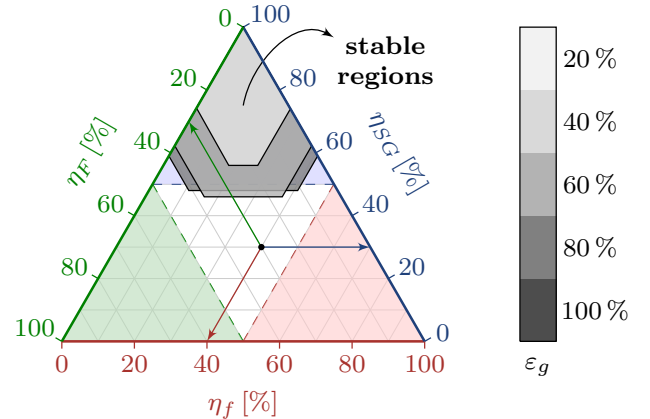 0 100
stable
regions
20 80
40 60
60 40
80 20
100 0
η_F [%]
η_SG [%]
0 20 40 60 80 100
η_f [%]
20 %
40 %
60 %
80 %
100 %
ε_g